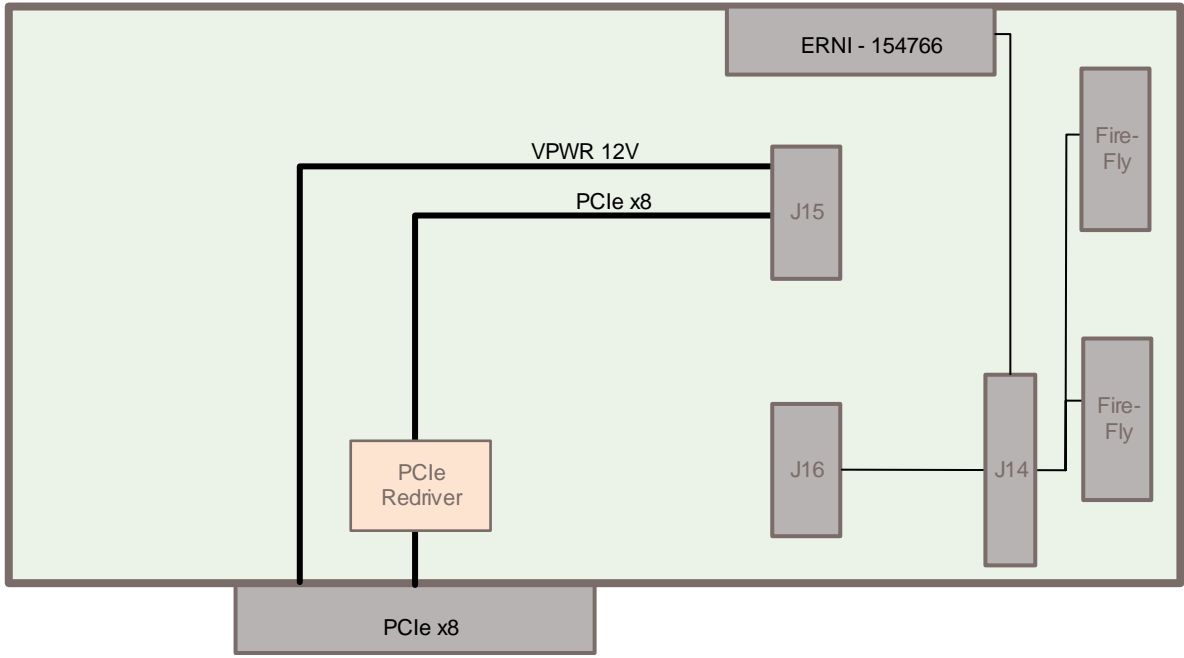 ERNI - 154766
Fire-
Fly
VPWR 12V
PCIe x8
J15
Fire-
Fly
J16
J14
PCIe
Redriver
PCIe x8